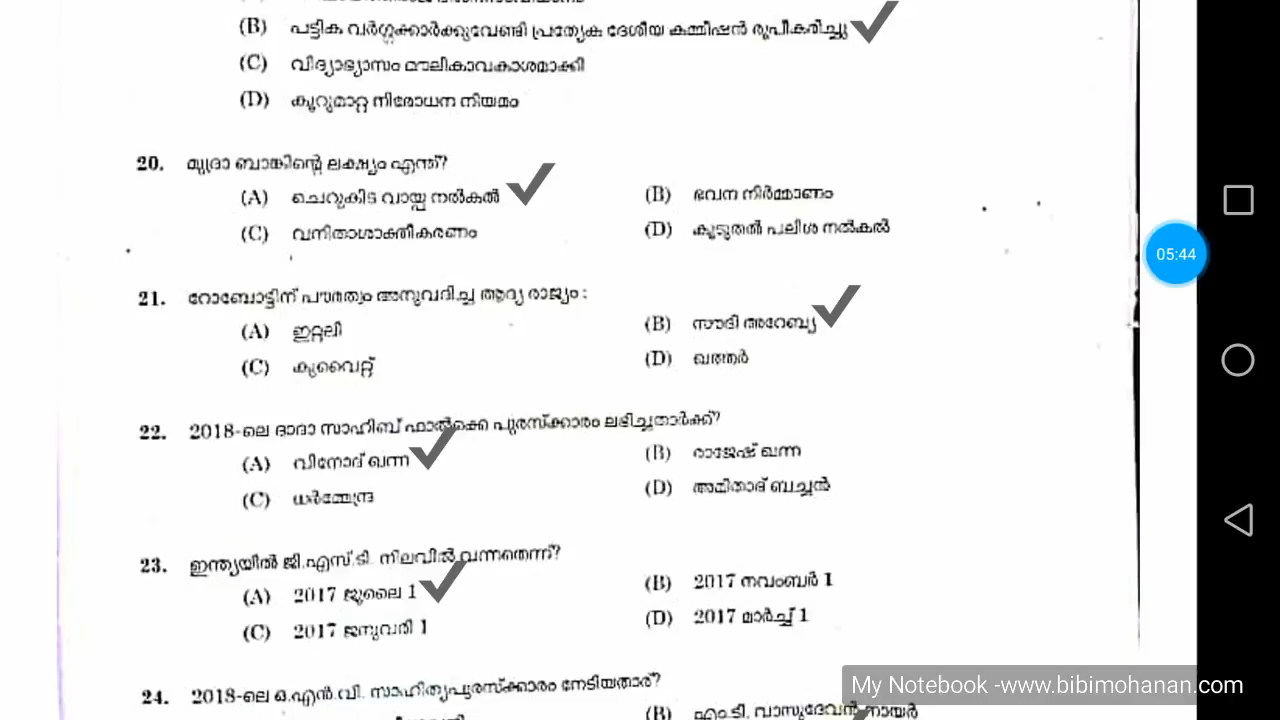 (B) പട്ടിക വർഗ്ഗക്കാർക്കുവേണ്ടി പ്രത്യേക ദേശീയ കമ്മീഷൻ രൂപീകരിച്ചു
(C) വിദ്യാഭ്യാസം മൗലികാവകാശമാക്കി
(D) കൂറുമാറ്റ നിരോധന നിയമം
20. മുദ്രാ ബാങ്കിന്റെ ലക്ഷ്യം എന്ത്?
(A) ചെറുകിട വായ്പ നൽകൽ (B) ഭവന നിർമ്മാണം
(C) വനിതാശാക്തീകരണം (D) കൂടുതൽ പലിശ നൽകൽ
05:44
21. റോബോട്ടിന് പൗരത്വം അനുവദിച്ച ആദ്യ രാജ്യം :
(A) ഇറ്റലി (B) സൗദി അറേബ്യ
(C) കുവൈറ്റ് (D) ഖത്തർ
22. 2018-ലെ ദാദാ സാഹിബ് ഫാൽക്കെ പുരസ്ക്കാരം ലഭിച്ചതാർക്ക്?
(A) വിനോദ് ഖന്ന (B) രാജേഷ് ഖന്ന
(C) ധർമ്മേന്ദ്ര (D) അമിതാഭ് ബച്ചൻ
23. ഇന്ത്യയിൽ ജി.എസ്.ടി. നിലവിൽ വന്നതെന്ന്?
(A) 2017 ജൂലൈ 1 (B) 2017 നവംബർ 1
(C) 2017 ജനുവരി 1 (D) 2017 മാർച്ച് 1
24. 2018-ലെ ഒ.എൻ.വി. സാഹിത്യപുരസ്ക്കാരം നേടിയതാര്?
(B) എം.ടി. വാസുദേവൻ നായർ
My Notebook -www.bibimohanan.com